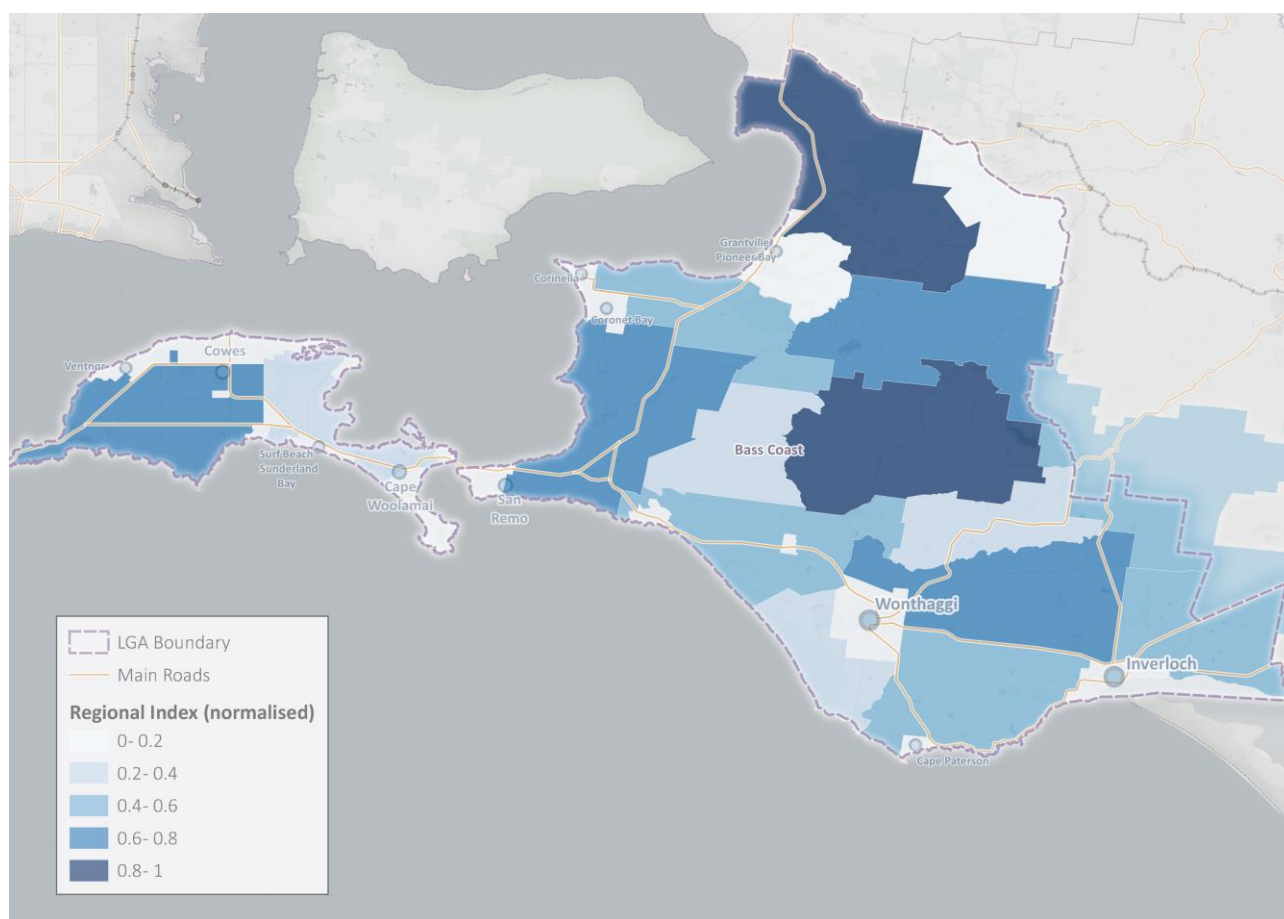 Grantville
Pioneer Bay
Corinella
Coronet Bay
Cowes
Ventnor
Bass Coast
Surf Beach
Sunderland
Bay
Cape
Woolamai
San
Remo
Wonthaggi
Inverloch
Cape Paterson
LGA Boundary
Main Roads
Regional Index (normalised)
0- 0.2
0.2- 0.4
0.4- 0.6
0.6- 0.8
0.8- 1